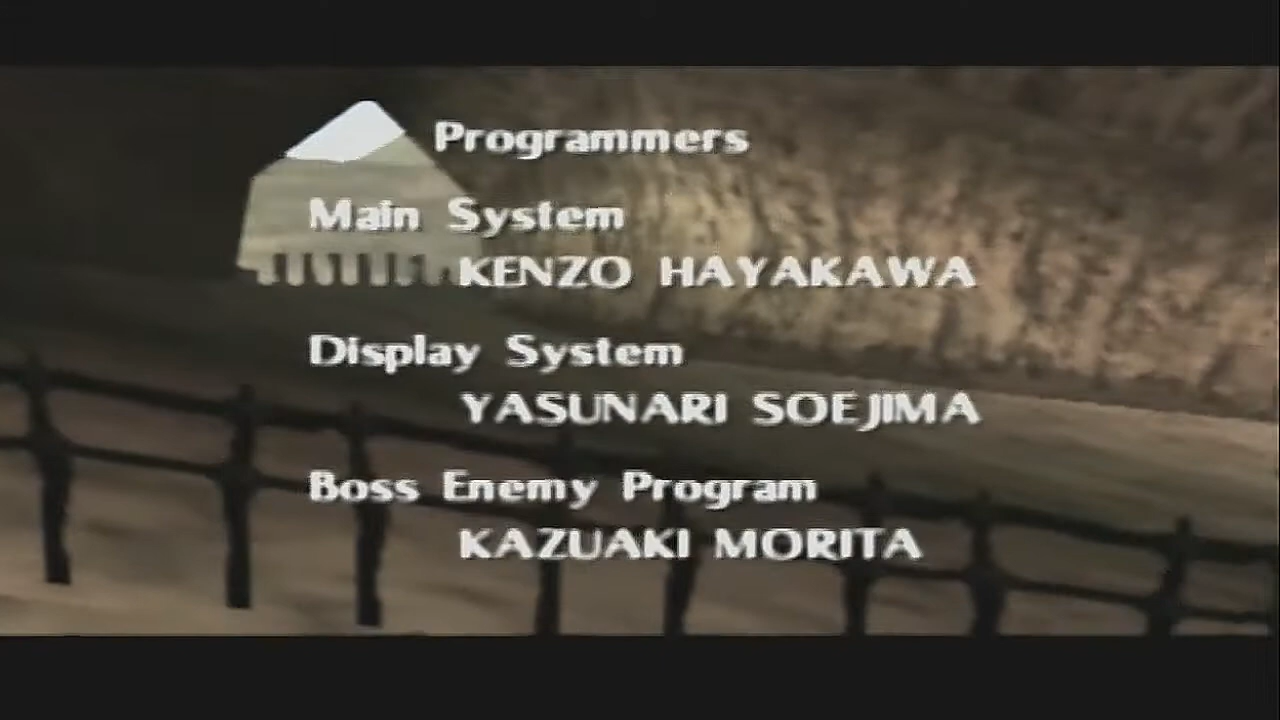 Programmers
Main System
KENZO HAYAKAWA
Display System
YASUNARI SOEJIMA
Boss Enemy Program
KAZUAKI MORITA